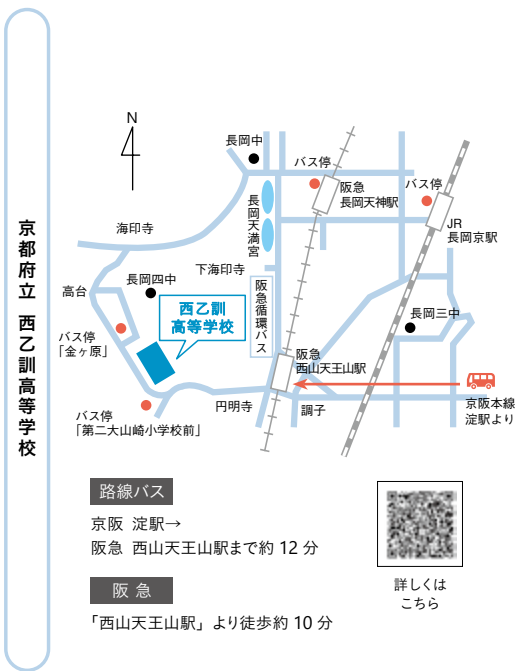 京都府立 西乙訓高等学校
N
長岡中
バス停
阪急
長岡天神駅
バス停
JR
長岡京駅
長岡天満宮
海印寺
下海印寺
長岡四中
高台
西乙訓
高等学校
阪急循環バス
長岡三中
バス停
「金ヶ原」
阪急
西山天王山駅
円明寺
調子
京阪本線
淀駅より
バス停
「第二大山崎小学校前」
路線バス
京阪 淀駅→
阪急 西山天王山駅まで約 12 分
阪急
「西山天王山駅」より徒歩約 10 分
詳しくは
こちら